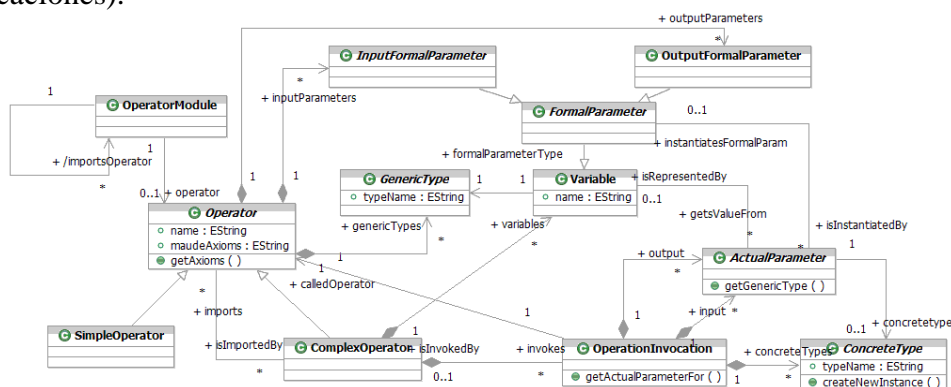 eaciones).
+ outputParameters
*
InputFormalParameter
OutputFormalParameter
*
+ inputParameters
1
OperatorModule
FormalParameter
0..1
1
+ /importsOperator
*
+ formalParameterType
+ instantiatesFormalParam
1
1
GenericType
1
1
Variable
+ isRepresentedBy
0..1
+ operator
typeName : EString
name : EString
0..1
Operator
+ genericTypes
+ variables
+ getsValueFrom
name : EString
*
*
*
*
+ isInstantiatedBy
maudeAxioms : EString
+ output
ActualParameter
1
getAxioms ( )
1
1
+ calledOperator
*
getGenericType ( )
*
+ imports
1
1
+ input
*
+ concretetype
SimpleOperator
+ isImportedBy
ComplexOperator
+ isInvokedBy
+ invokes
OperationInvocation
1
+ concreteTypes
0..1
ConcreteType
*
0..1
*
getActualParameterFor ( )
1
*
typeName : EString
createNewInstance ( )